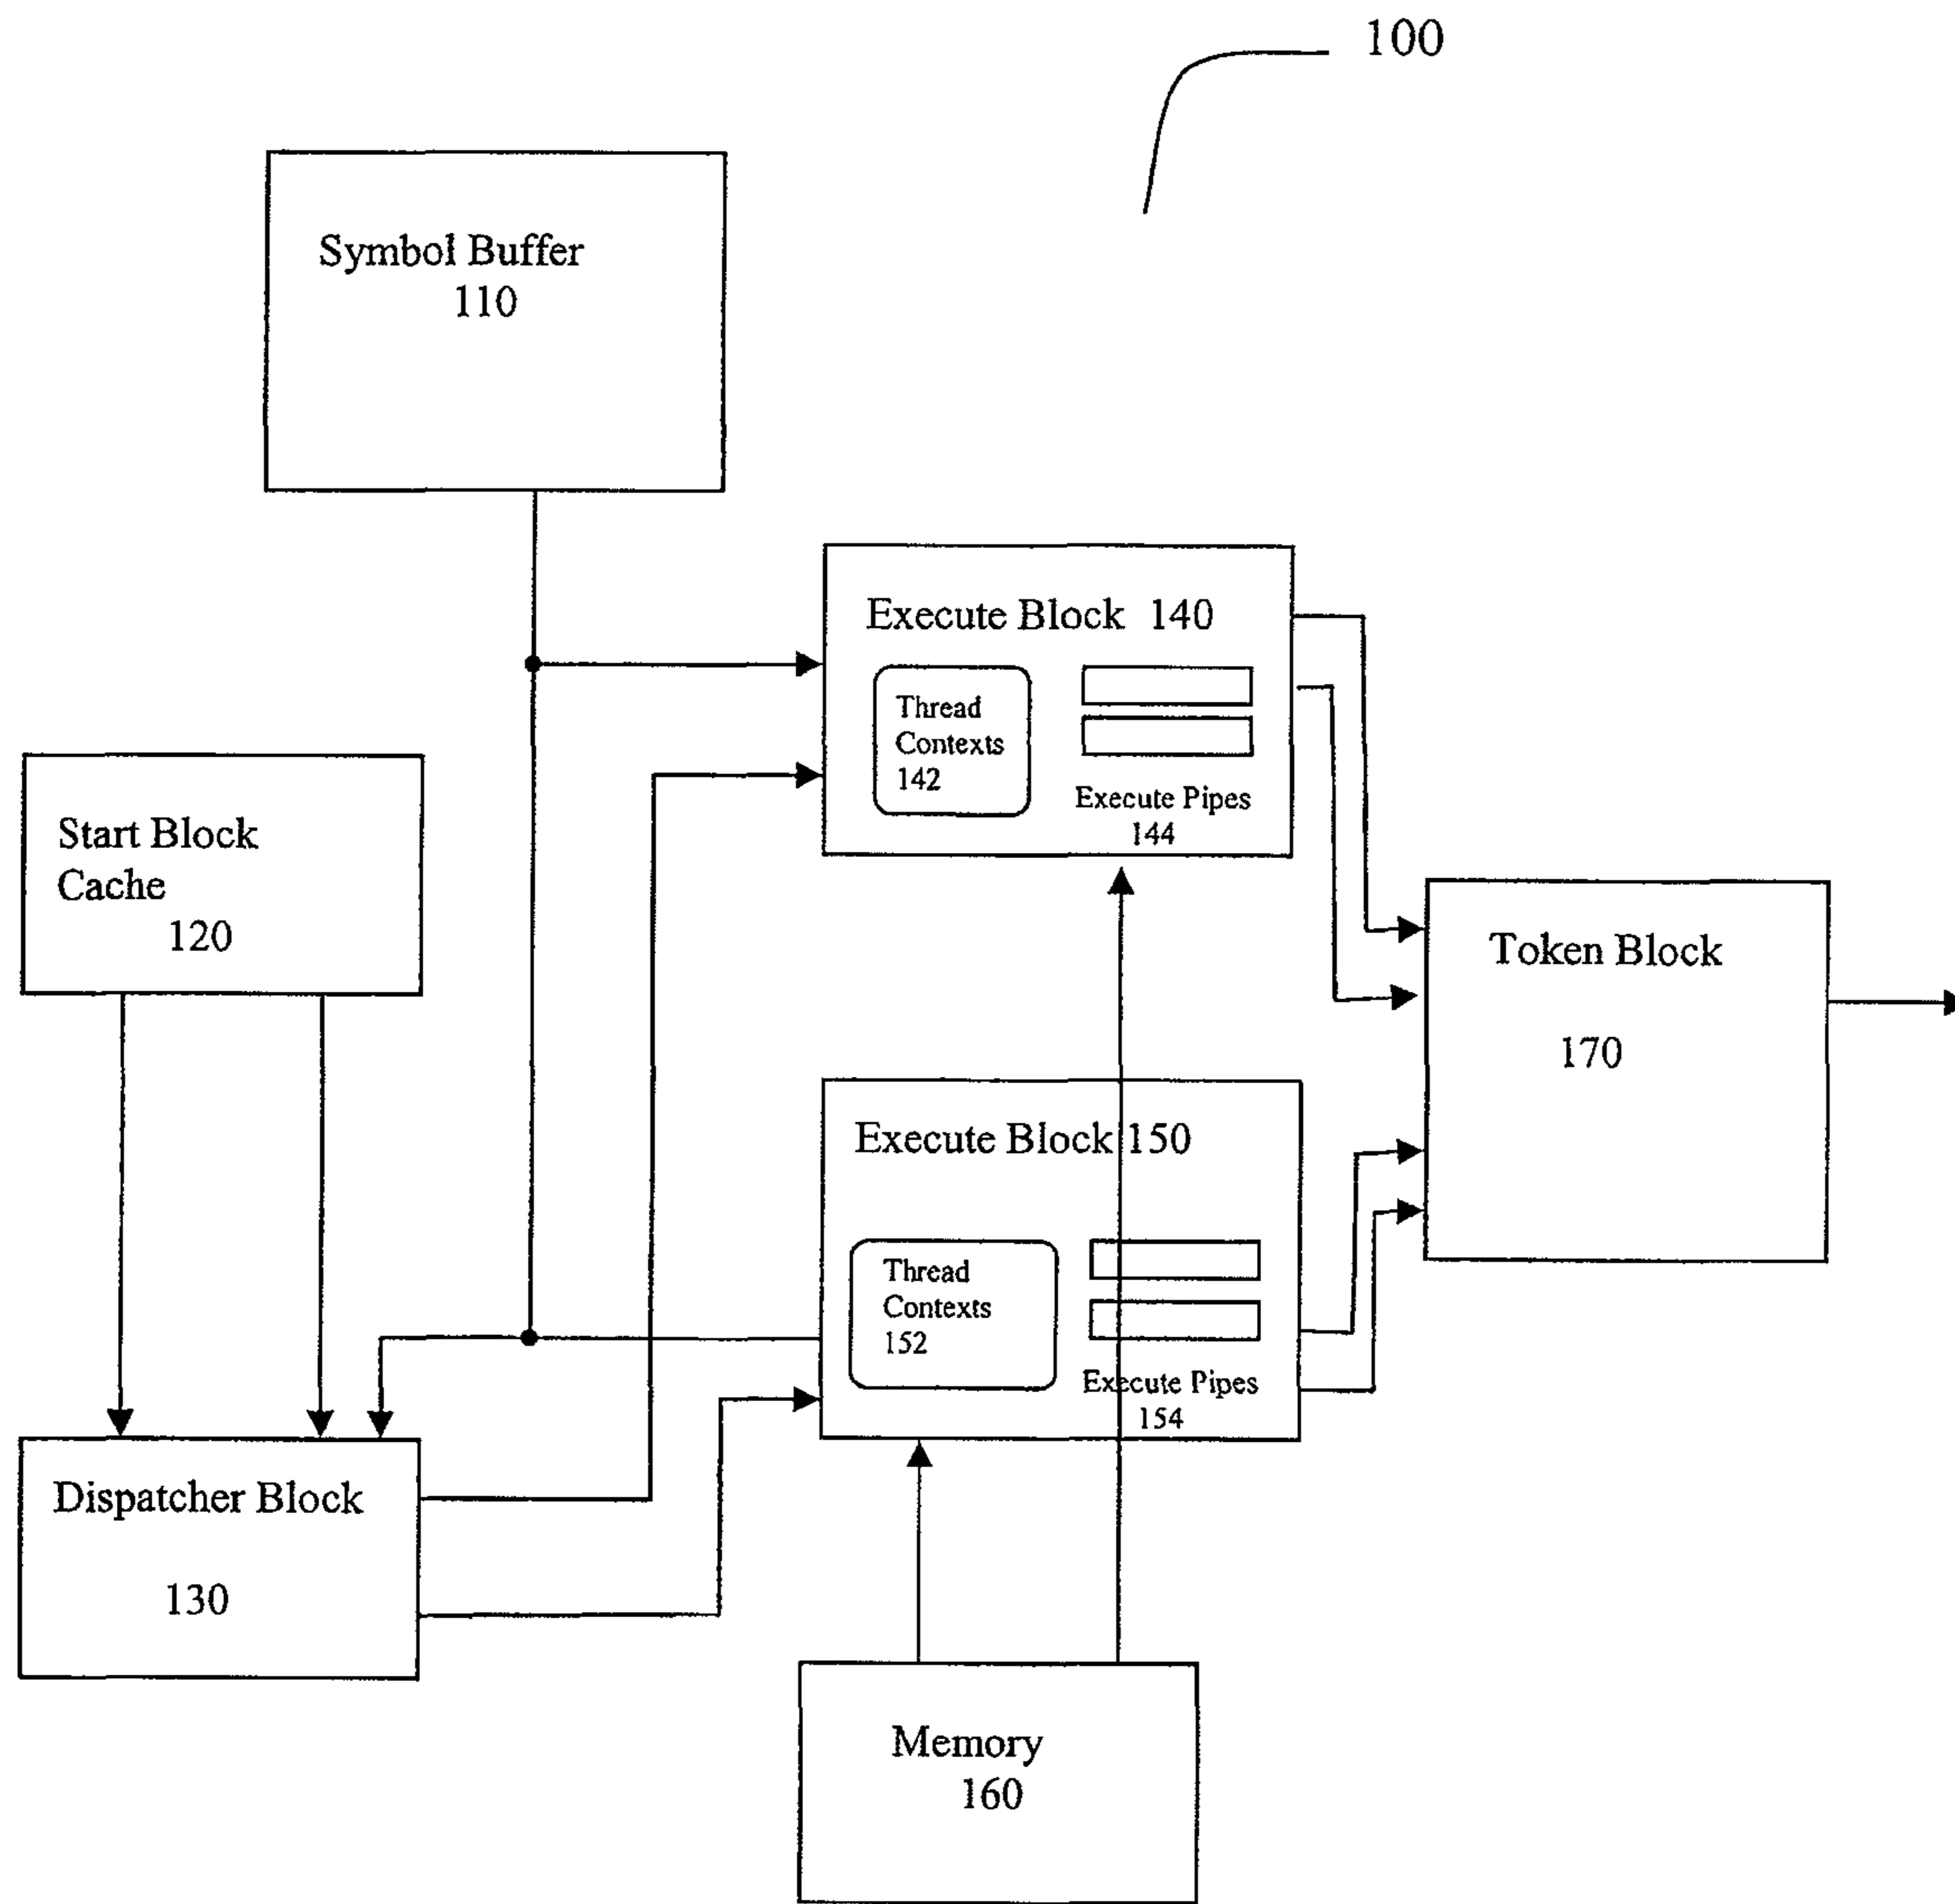 100
Symbol Buffer
110
Execute Block 140
Thread
Contexts
142
Execute Pipes
144
Start Block
Cache
120
Token Block
170
Execute Block 150
Thread
Contexts
152
Execute Pipes
154
Dispatcher Block
130
Memory
160